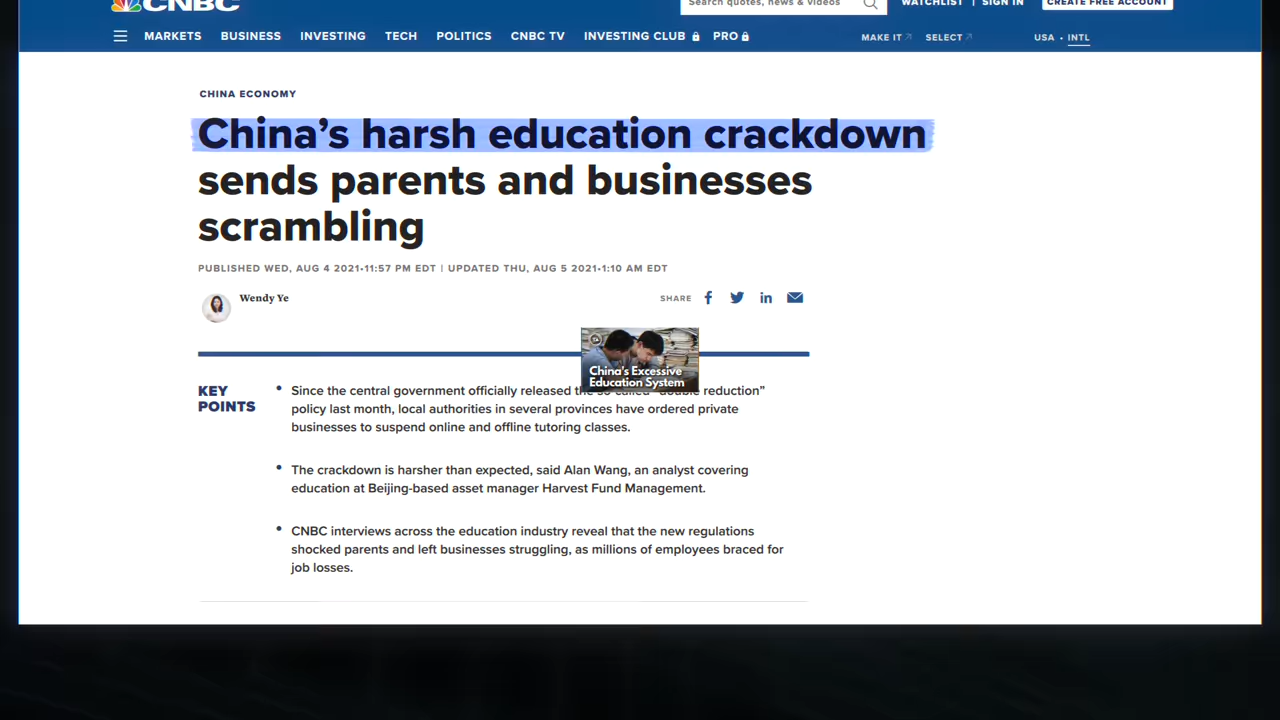 CNBC
Search quotes, news & videos
WATCHLIST | SIGN IN
CREATE FREE ACCOUNT
MARKETS BUSINESS INVESTING TECH POLITICS CNBC TV INVESTING CLUB PRO
MAKE IT SELECT USA • INTL
CHINA ECONOMY
China’s harsh education crackdown
sends parents and businesses
scrambling
PUBLISHED WED, AUG 4 2021•11:57 PM EDT | UPDATED THU, AUG 5 2021•1:10 AM EDT
Wendy Ye
SHARE f in
China's Excessive
Education System
KEY
POINTS
• Since the central government officially released reduction”
policy last month, local authorities in several provinces have ordered private
businesses to suspend online and offline tutoring classes.
• The crackdown is harsher than expected, said Alan Wang, an analyst covering
education at Beijing-based asset manager Harvest Fund Management.
• CNBC interviews across the education industry reveal that the new regulations
shocked parents and left businesses struggling, as millions of employees braced for
job losses.